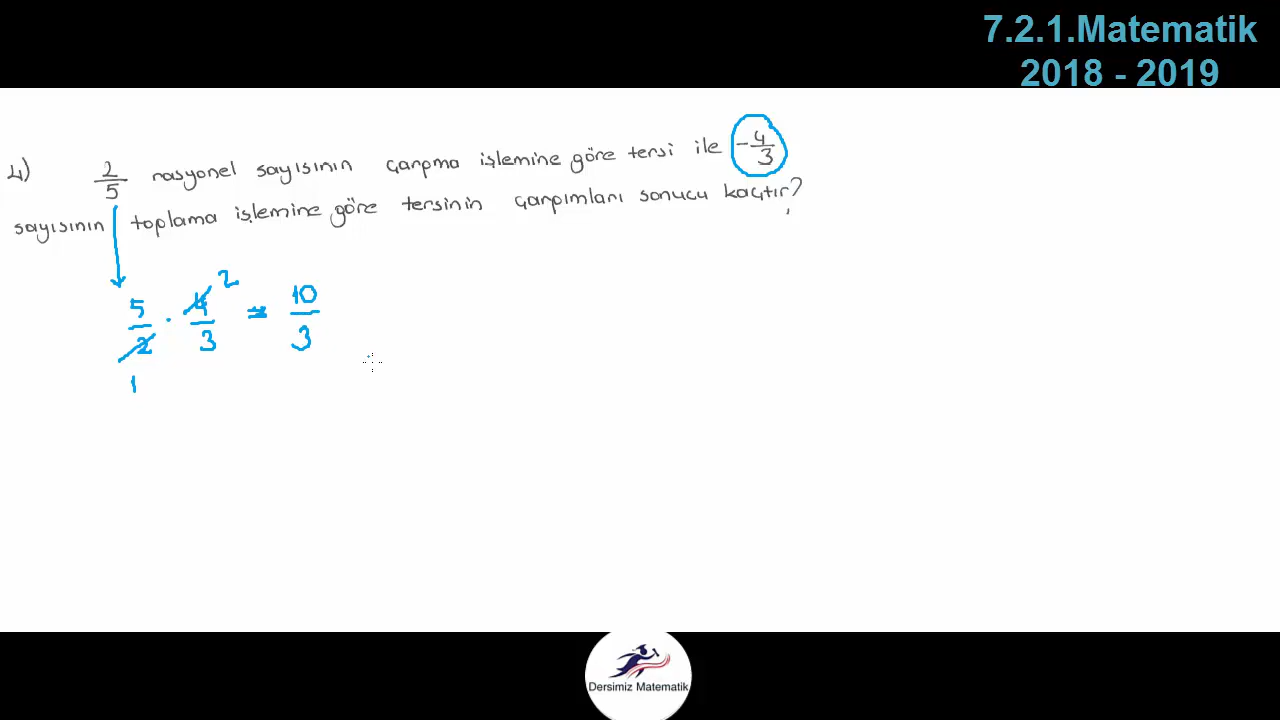 7.2.1.Matematik
2018 - 2019
4) 2/5 rasyonel sayısının çarpma işlemine göre tersi ile -4/3
sayısının toplama işlemine göre tersinin çarpımları sonucu kaçtır?
2
5/2 . 4/3 = 10/3
1
Dersimiz Matematik